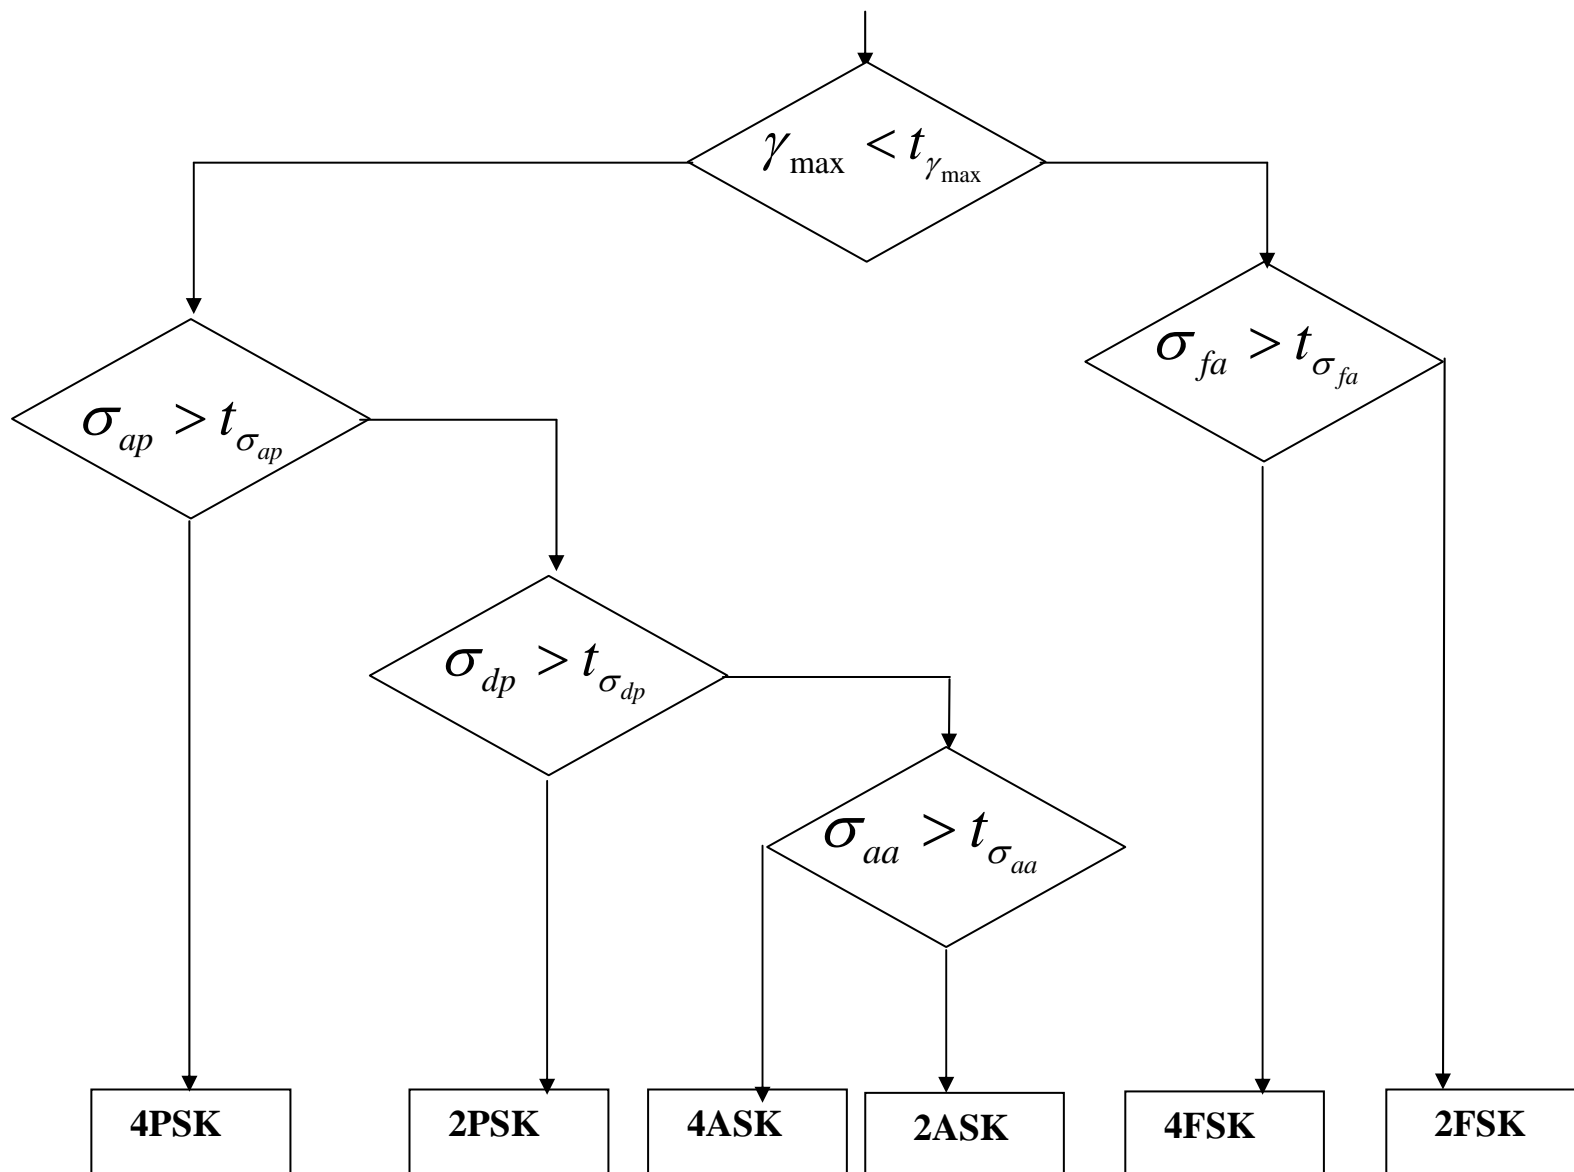 γmax < tγmax
σfa > tσfa
σap > tσap
σdp > tσdp
σaa > tσaa
4PSK
2PSK
4ASK
2ASK
4FSK
2FSK